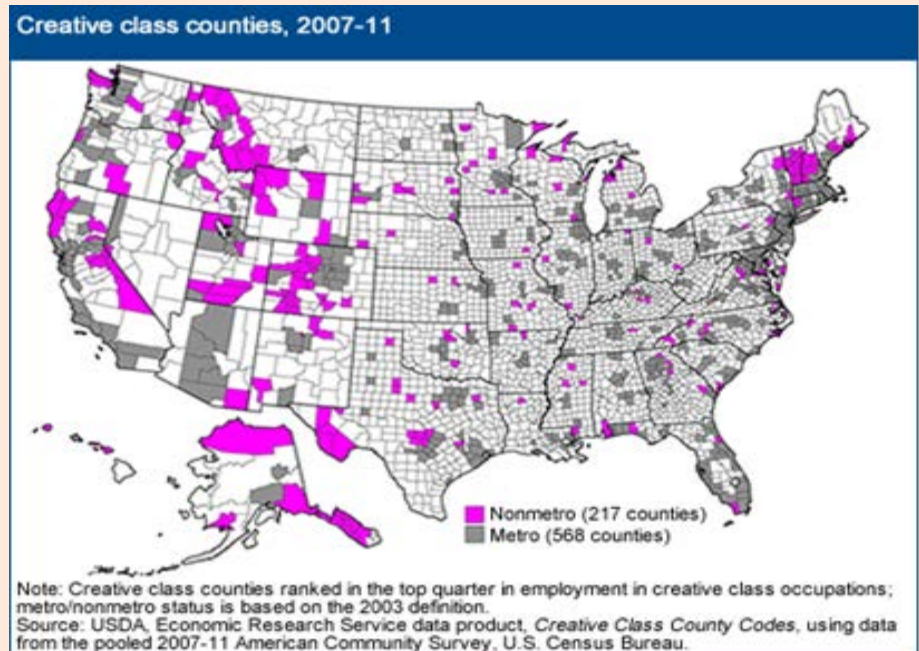 Creative class counties, 2007-11
Nonmetro (217 counties)
Metro (568 counties)
Note: Creative class counties ranked in the top quarter in employment in creative class occupations;
metro/nonmetro status is based on the 2003 definition.
Source: USDA, Economic Research Service data product, Creative Class County Codes, using data
from the pooled 2007-11 American Community Survey, U.S. Census Bureau.